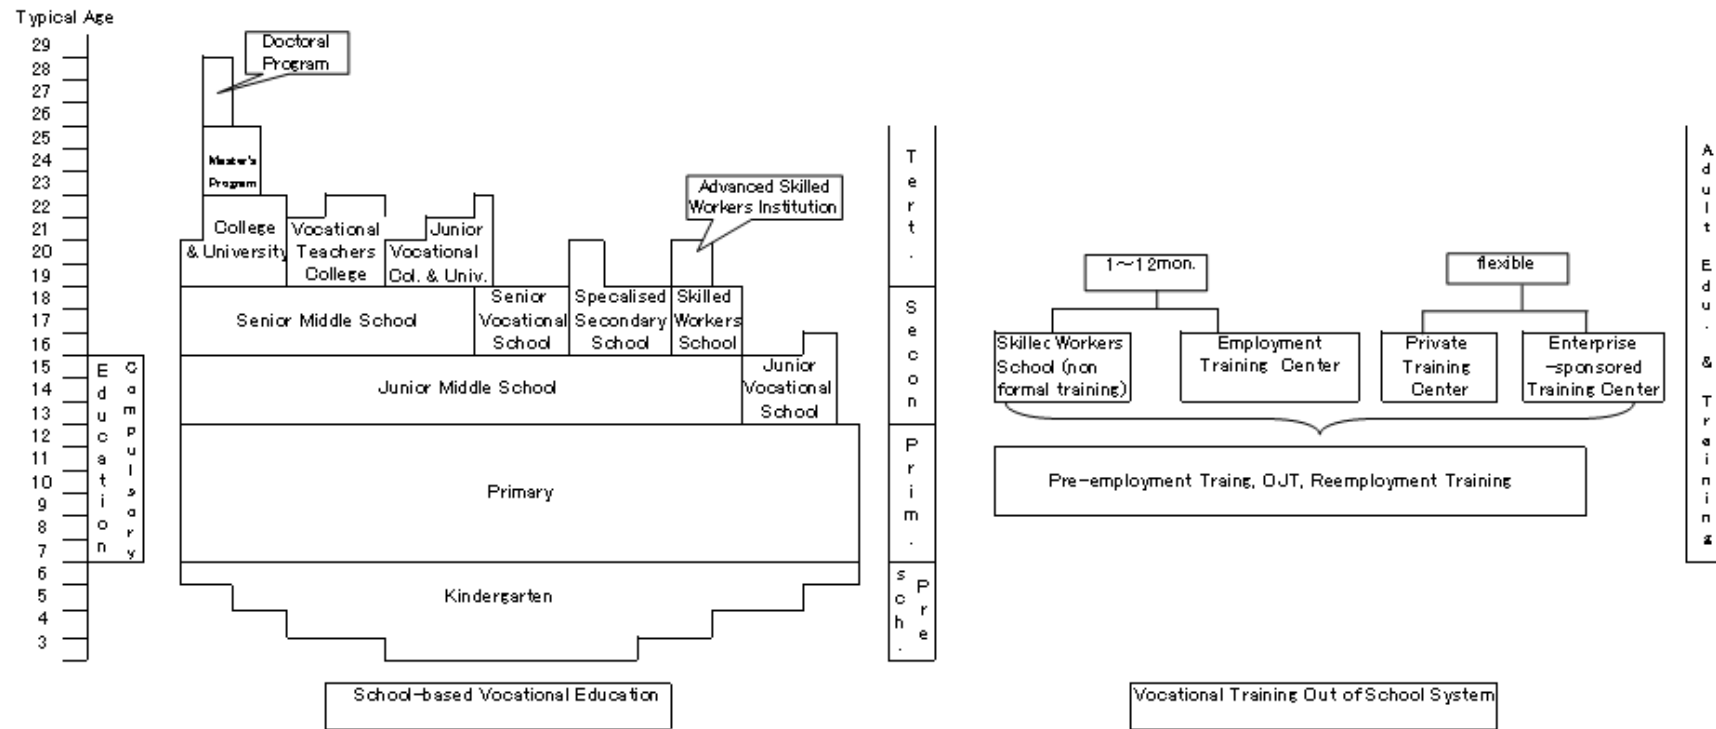 Typical Age
29
28
27
26
25
24
23
22
21
20
19
18
17
16
15
14
13
12
11
10
9
8
7
6
5
4
3
Education
Campulsary
Doctoral
Program
Master's
Program
College
& University
Vocational
Teachers
College
Junior
Vocational
Col. & Univ.
Advanced Skilled
Workers Institution
Senior Middle School
Senior
Vocational
School
Specalised
Secondary
School
Skilled
Workers
School
Junior Middle School
Junior
Vocational
School
Primary
Kindergarten
Tert.
Secon
Prim.
Pre
sch.
School-based Vocational Education
1～12mon.
flexible
Skillec Workers
School (non
formal training)
Employment
Training Center
Private
Training
Center
Enterprise
-sponsored
Training Center
Pre-employment Traing, OJT, Reemployment Training
Vocational Training Out of School System
Adult Edu. & Training